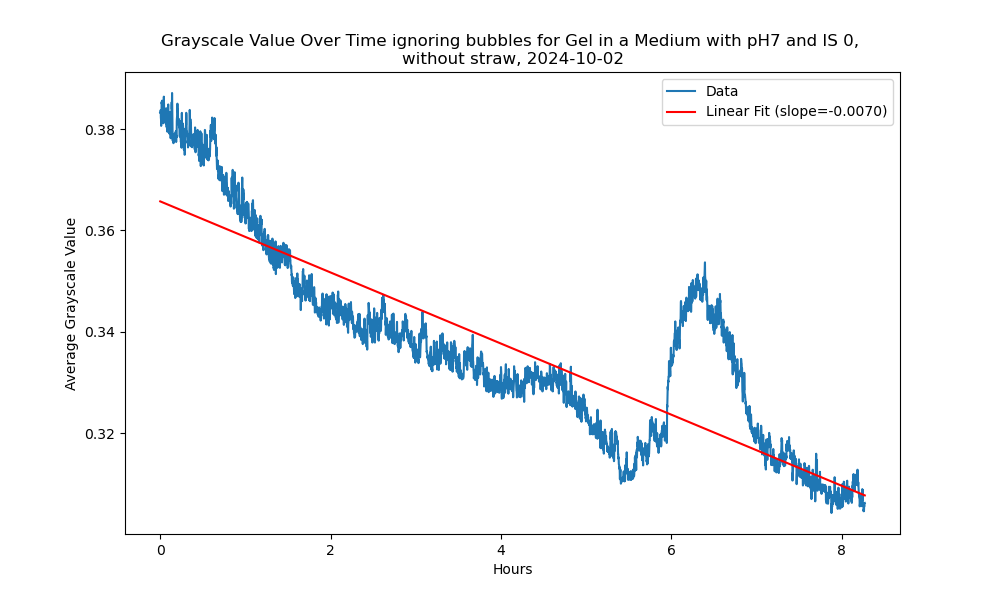 Grayscale Value Over Time ignoring bubbles for Gel in a Medium with pH7 and IS 0,
without straw, 2024-10-02
Data
Linear Fit (slope=-0.0070)
0.38
0.36
0.34
0.32
Average Grayscale Value
0 2 4 6 8
Hours